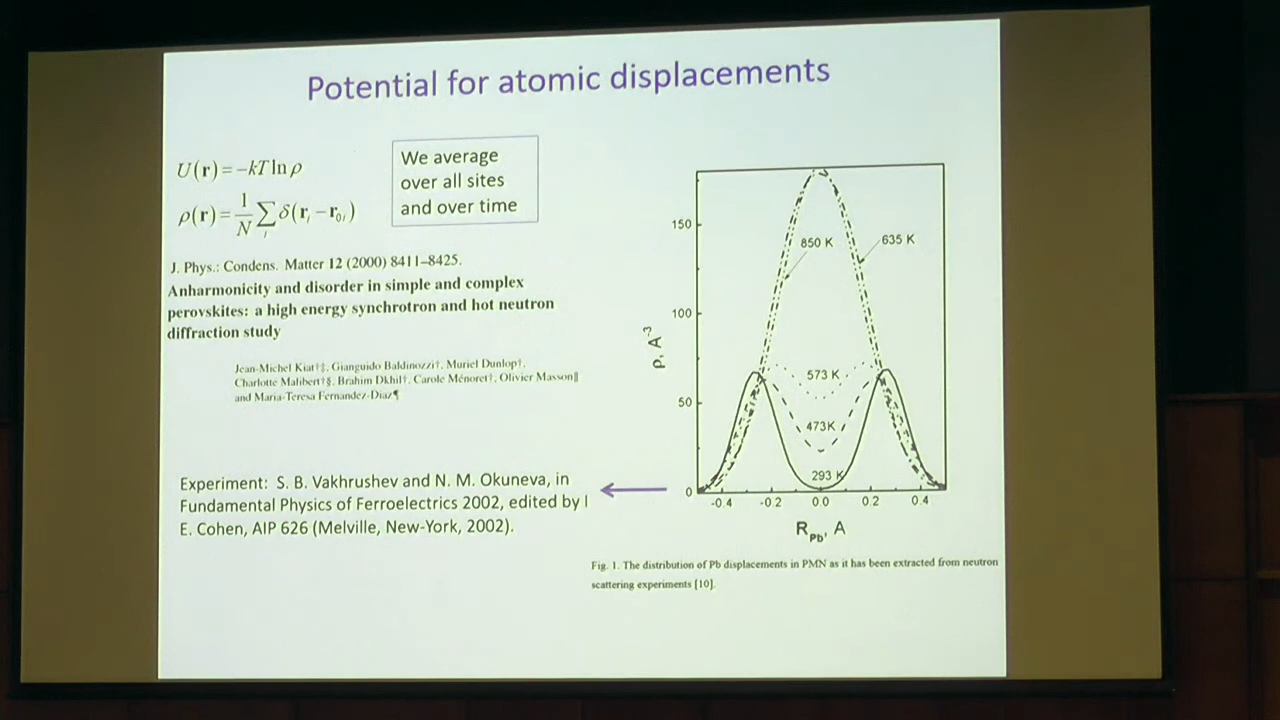 Potential for atomic displacements
U(r)=−kT ln ρ
ρ(r)=1/N ∑i δ(ri −r0i)
We average
over all sites
and over time
J. Phys.: Condens. Matter 12 (2000) 8411–8425.
Anharmonicity and disorder in simple and complex
perovskites: a high energy synchrotron and hot neutron
diffraction study
Jean-Michel Kiat†‡, Gianguido Baldinozzi†, Muriel Dunlop†,
Charlotte Malibert†§, Brahim Dkhil†, Carole Ménoret†, Olivier Masson‖
and Maria-Teresa Fernandez-Diaz¶
Experiment: S. B. Vakhrushev and N. M. Okuneva, in
Fundamental Physics of Ferroelectrics 2002, edited by I
E. Cohen, AIP 626 (Melville, New-York, 2002).
ρ, A-3
150
100
50
0
850 K
635 K
573 K
473K
293 K
-0.4 -0.2 0.0 0.2 0.4
RPb, A
Fig. 1. The distribution of Pb displacements in PMN as it has been extracted from neutron
scattering experiments [10].